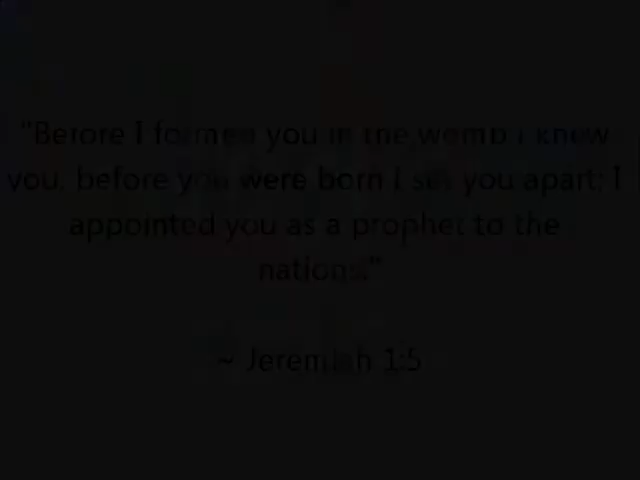 "Before I formed you in the womb I knew
you, before you were born I set you apart; I
appointed you as a prophet to the
nations."
~ Jeremiah 1:5